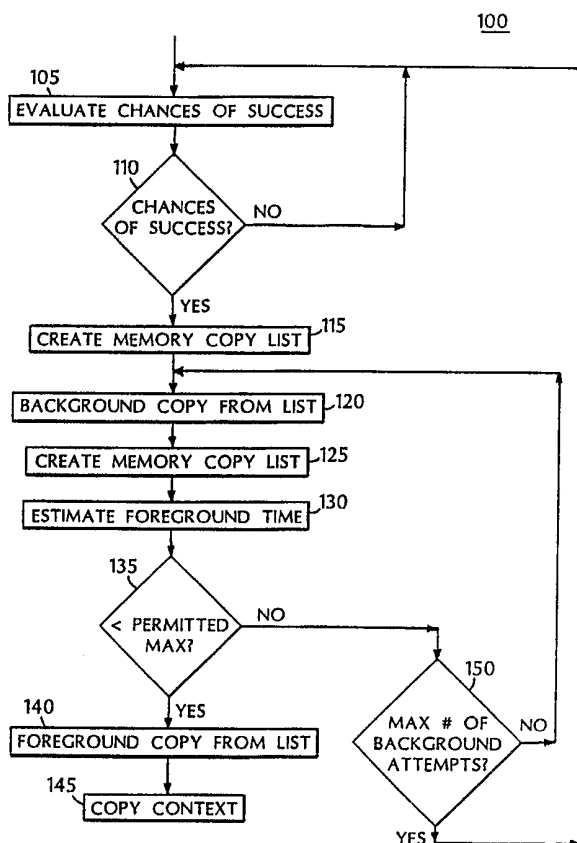 100
105
EVALUATE CHANCES OF SUCCESS
110
CHANCES
OF SUCCESS?
NO
YES
CREATE MEMORY COPY LIST
115
BACKGROUND COPY FROM LIST
120
CREATE MEMORY COPY LIST
125
ESTIMATE FOREGROUND TIME
130
135
< PERMITTED
MAX?
NO
YES
150
MAX # OF
BACKGROUND
ATTEMPTS?
NO
YES
140
FOREGROUND COPY FROM LIST
145
COPY CONTEXT